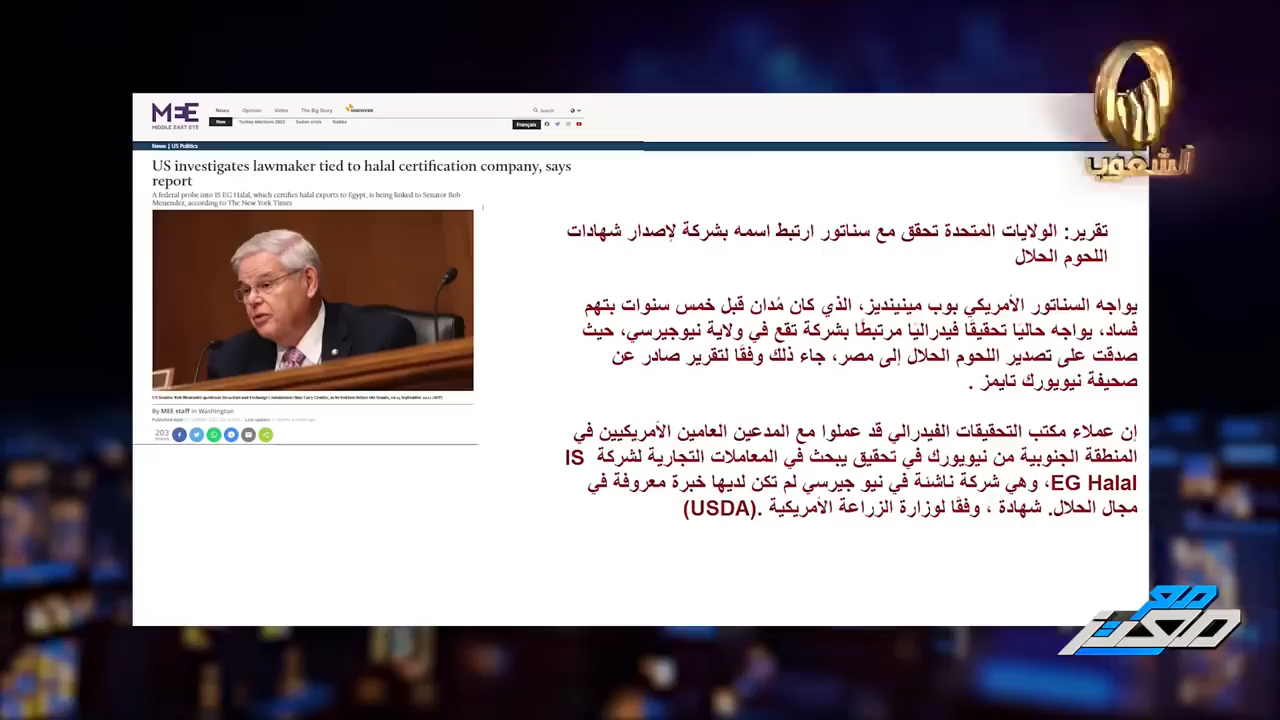 MEE
MIDDLE EAST EYE
News Opinion Video The Big Story DISCOVER
Search
Now Turkey elections 2023 Sudan crisis Nakba
Français
News | US Politics
US investigates lawmaker tied to halal certification company, says
report
A federal probe into IS EG Halal, which certifies halal exports to Egypt, is being linked to Senator Bob
Menendez, according to The New York Times
By MEE staff in Washington
203
Shares
الشعوب
تقرير: الولايات المتحدة تحقق مع سناتور ارتبط اسمه بشركة لإصدار شهادات
اللحوم الحلال
يواجه السناتور الأمريكي بوب مينينديز، الذي كان مُدان قبل خمس سنوات بتهم
فساد، يواجه حاليًا تحقيقًا فيدراليًا مرتبطًا بشركة تقع في ولاية نيوجيرسي، حيث
صدقت على تصدير اللحوم الحلال إلى مصر، جاء ذلك وفقًا لتقرير صادر عن
صحيفة نيويورك تايمز .
إن عملاء مكتب التحقيقات الفيدرالي قد عملوا مع المدعين العامين الأمريكيين في
المنطقة الجنوبية من نيويورك في تحقيق يبحث في المعاملات التجارية لشركة IS
EG Halal، وهي شركة ناشئة في نيو جيرسي لم تكن لديها خبرة معروفة في
مجال الحلال. شهادة ، وفقًا لوزارة الزراعة الأمريكية .(USDA)
مع